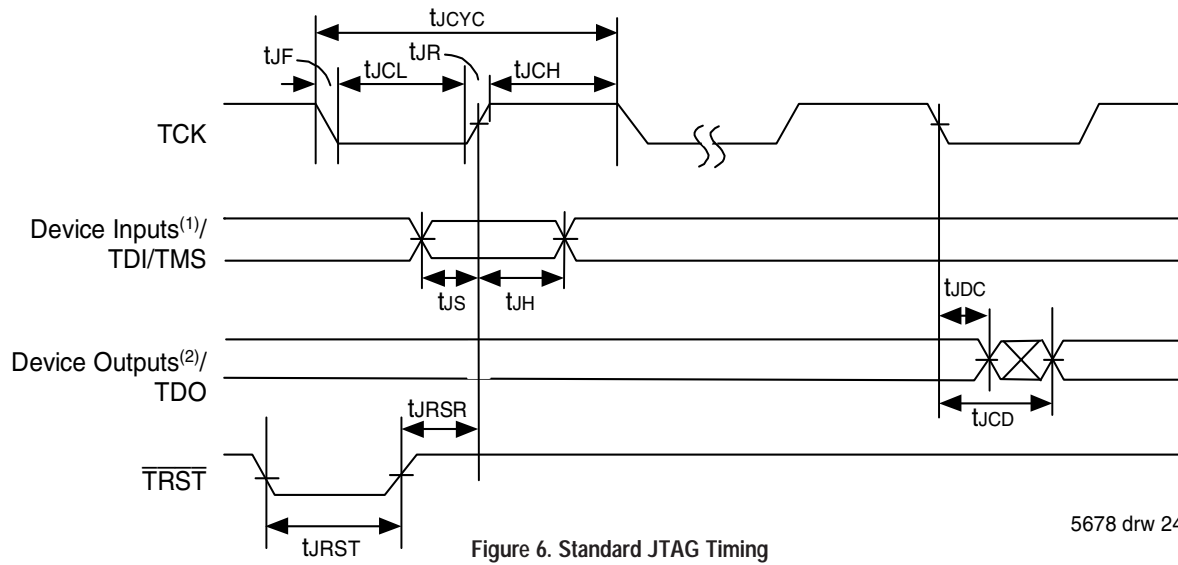 tJCYC
tJF
tJR
tJCL
tJCH
TCK
Device Inputs(1)/
TDI/TMS
tJS
tJH
tJDC
Device Outputs(2)/
TDO
tJRSR
tJCD
TRST
tJRST
5678 drw 24
Figure 6. Standard JTAG Timing